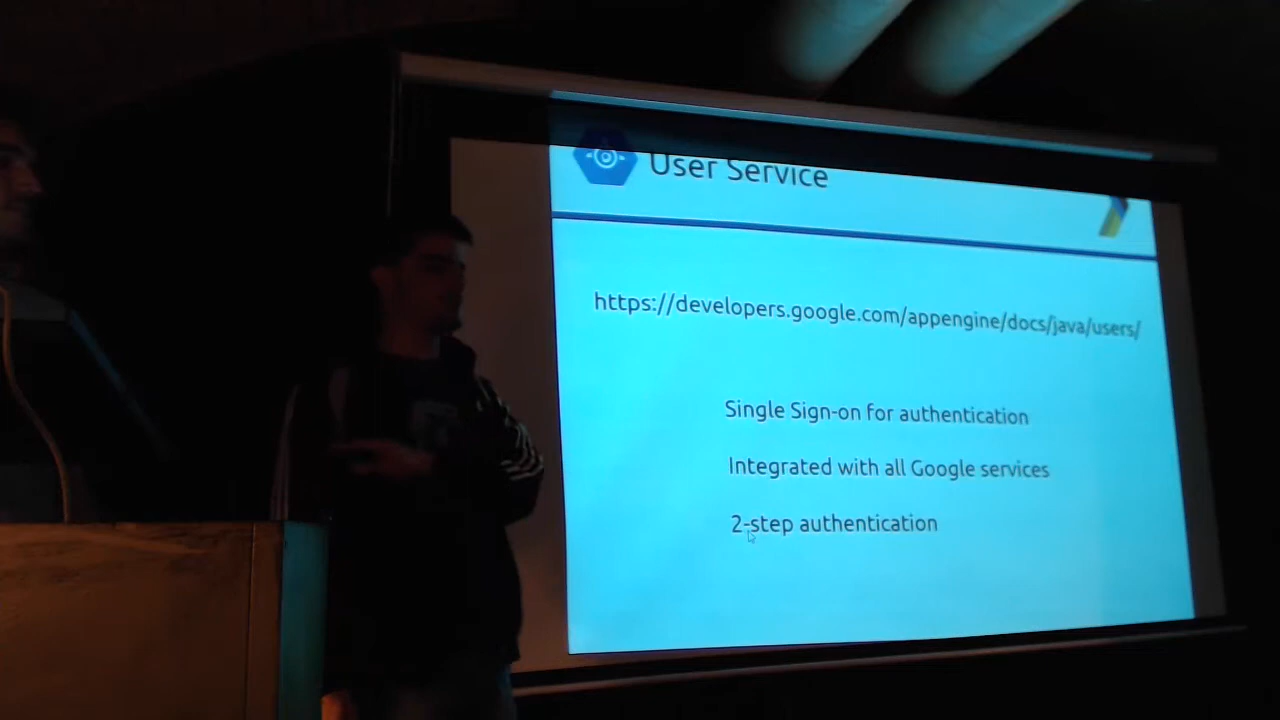 User Service
https://developers.google.com/appengine/docs/java/users/
Single Sign-on for authentication
Integrated with all Google services
2-step authentication